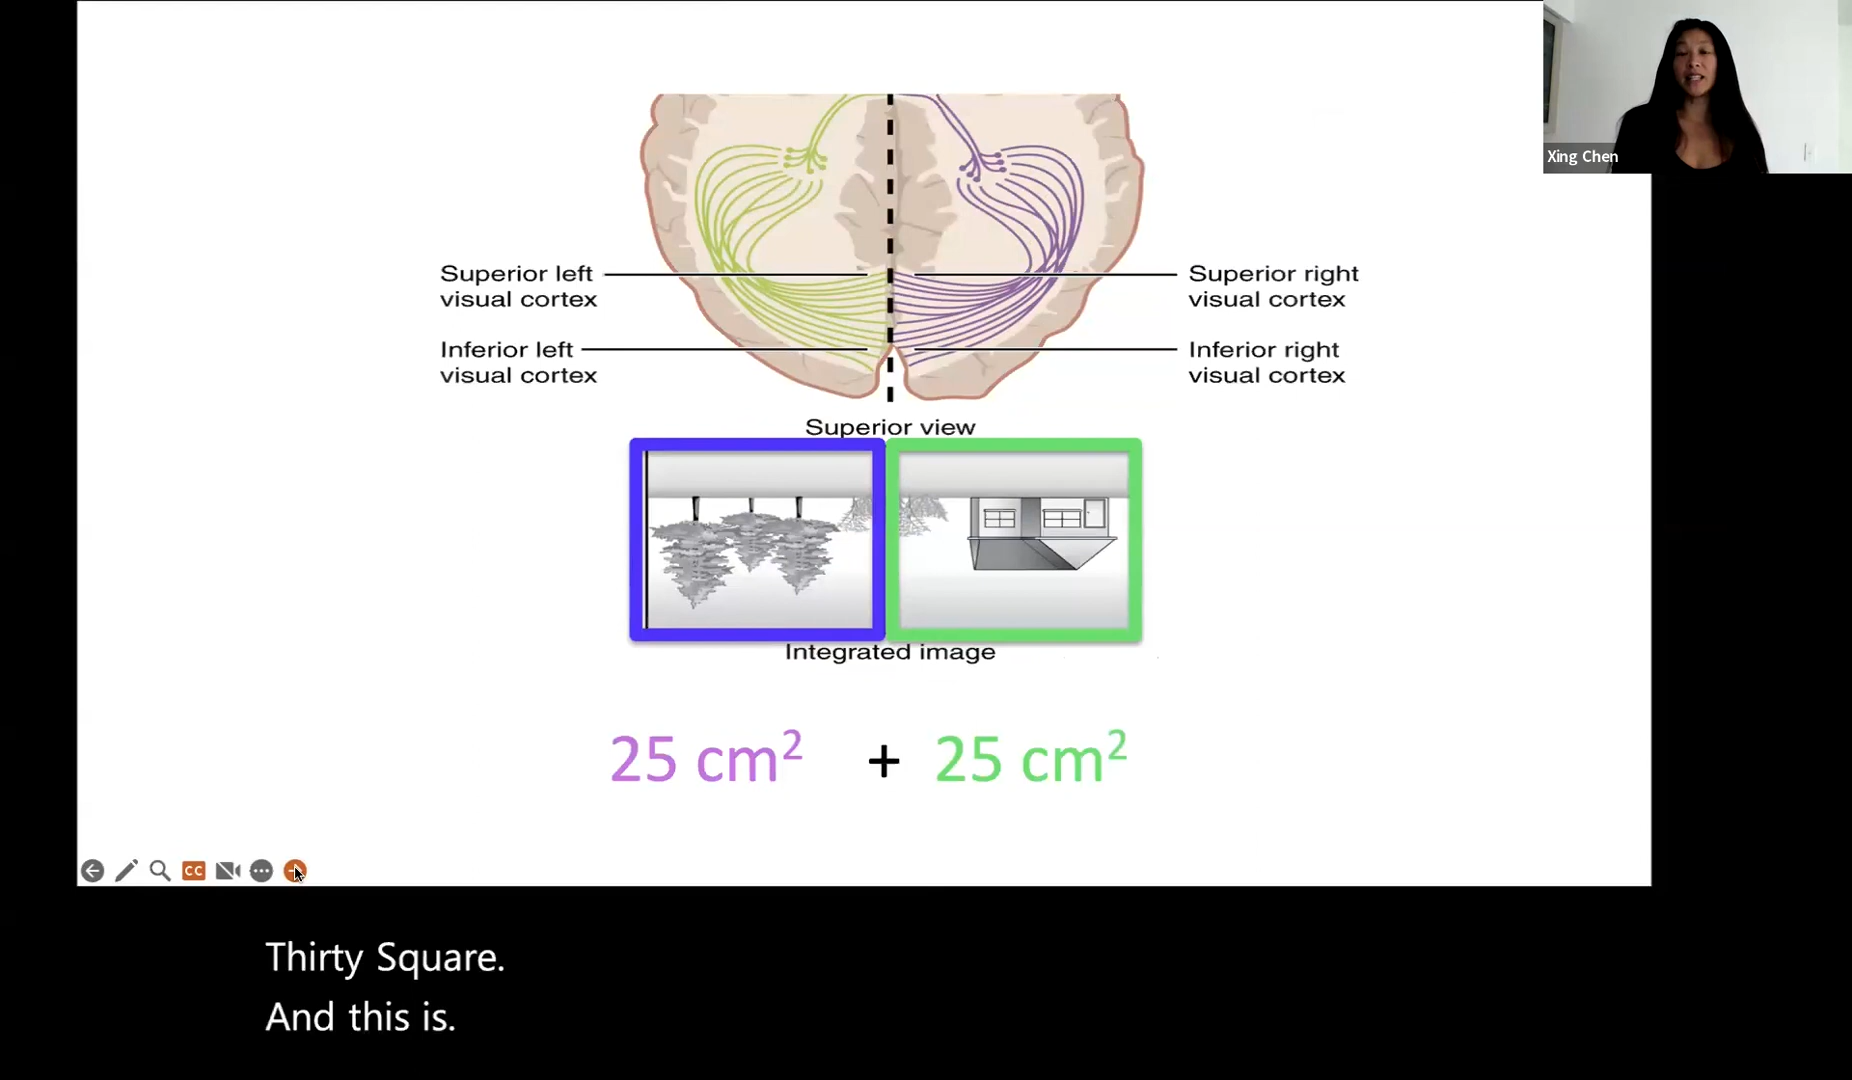 Xing Chen
Superior left
visual cortex
Superior right
visual cortex
Inferior left
visual cortex
Inferior right
visual cortex
Superior view
Integrated image
25 cm² + 25 cm²
CC
Thirty Square.
And this is.